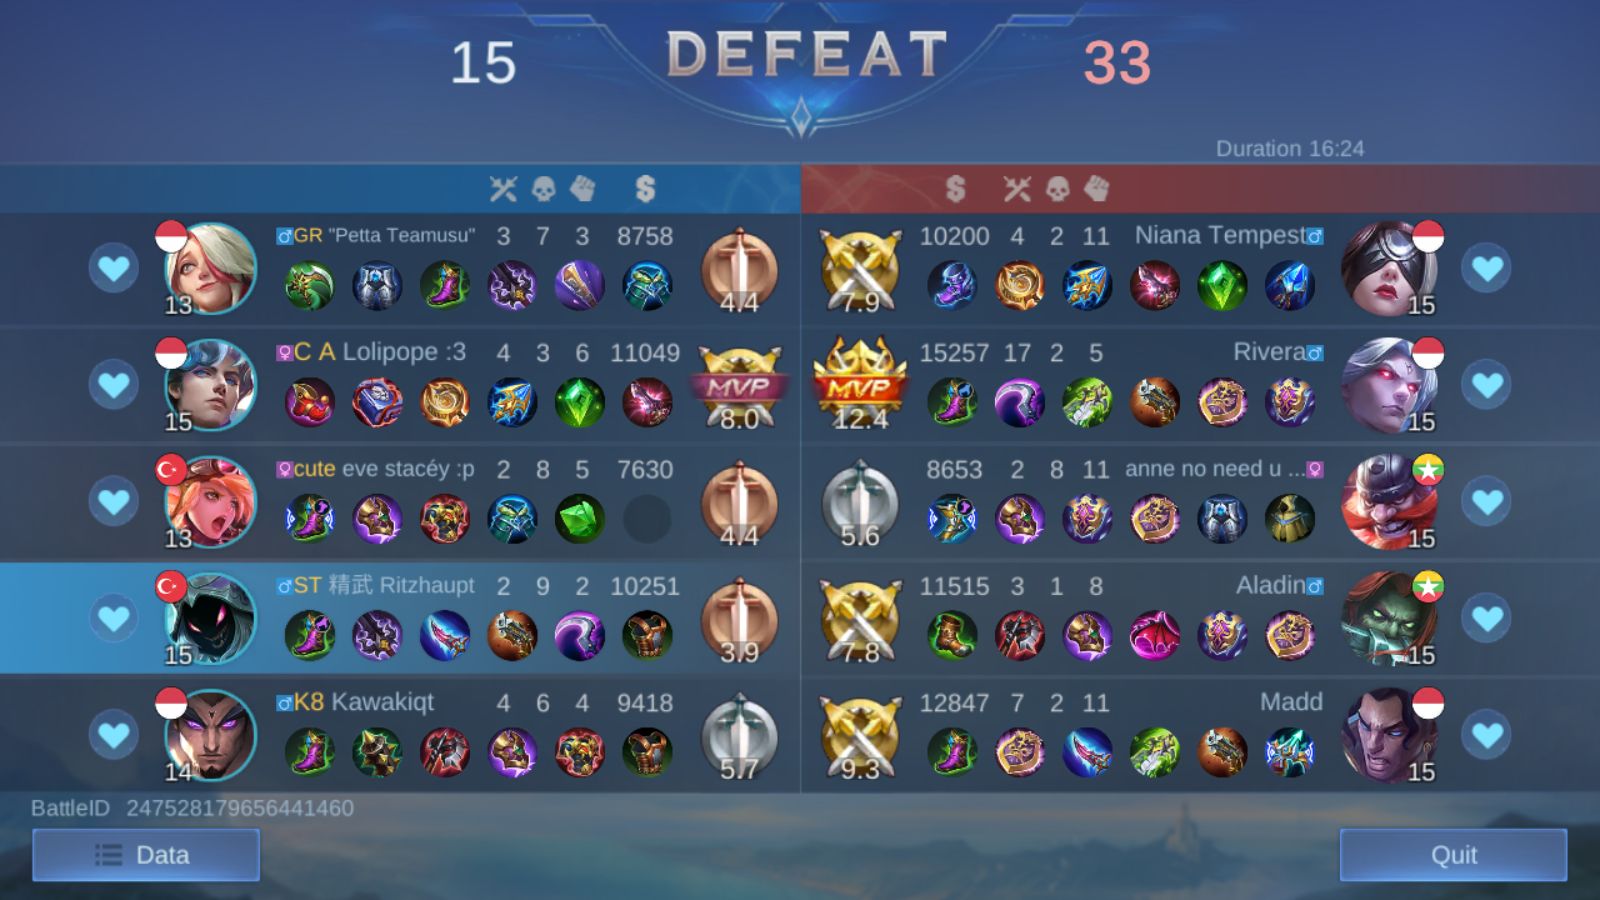 15 DEFEAT 33
Duration 16:24
GR "Petta Teamusu" 3 7 3 8758
13 4.4
10200 4 2 11 Niana Tempest
7.9 15
C A Lolipope :3 4 3 6 11049
MVP
15 8.0
15257 17 2 5 Rivera
MVP
12.4 15
cute eve stacéy :p 2 8 5 7630
13 4.4
8653 2 8 11 anne no need u ...
5.6 15
ST 精武 Ritzhaupt 2 9 2 10251
15 3.9
11515 3 1 8 Aladin
7.8 15
K8 Kawakiqt 4 6 4 9418
14 5.7
12847 7 2 11 Madd
9.3 15
BattleID 247528179656441460
Data
Quit